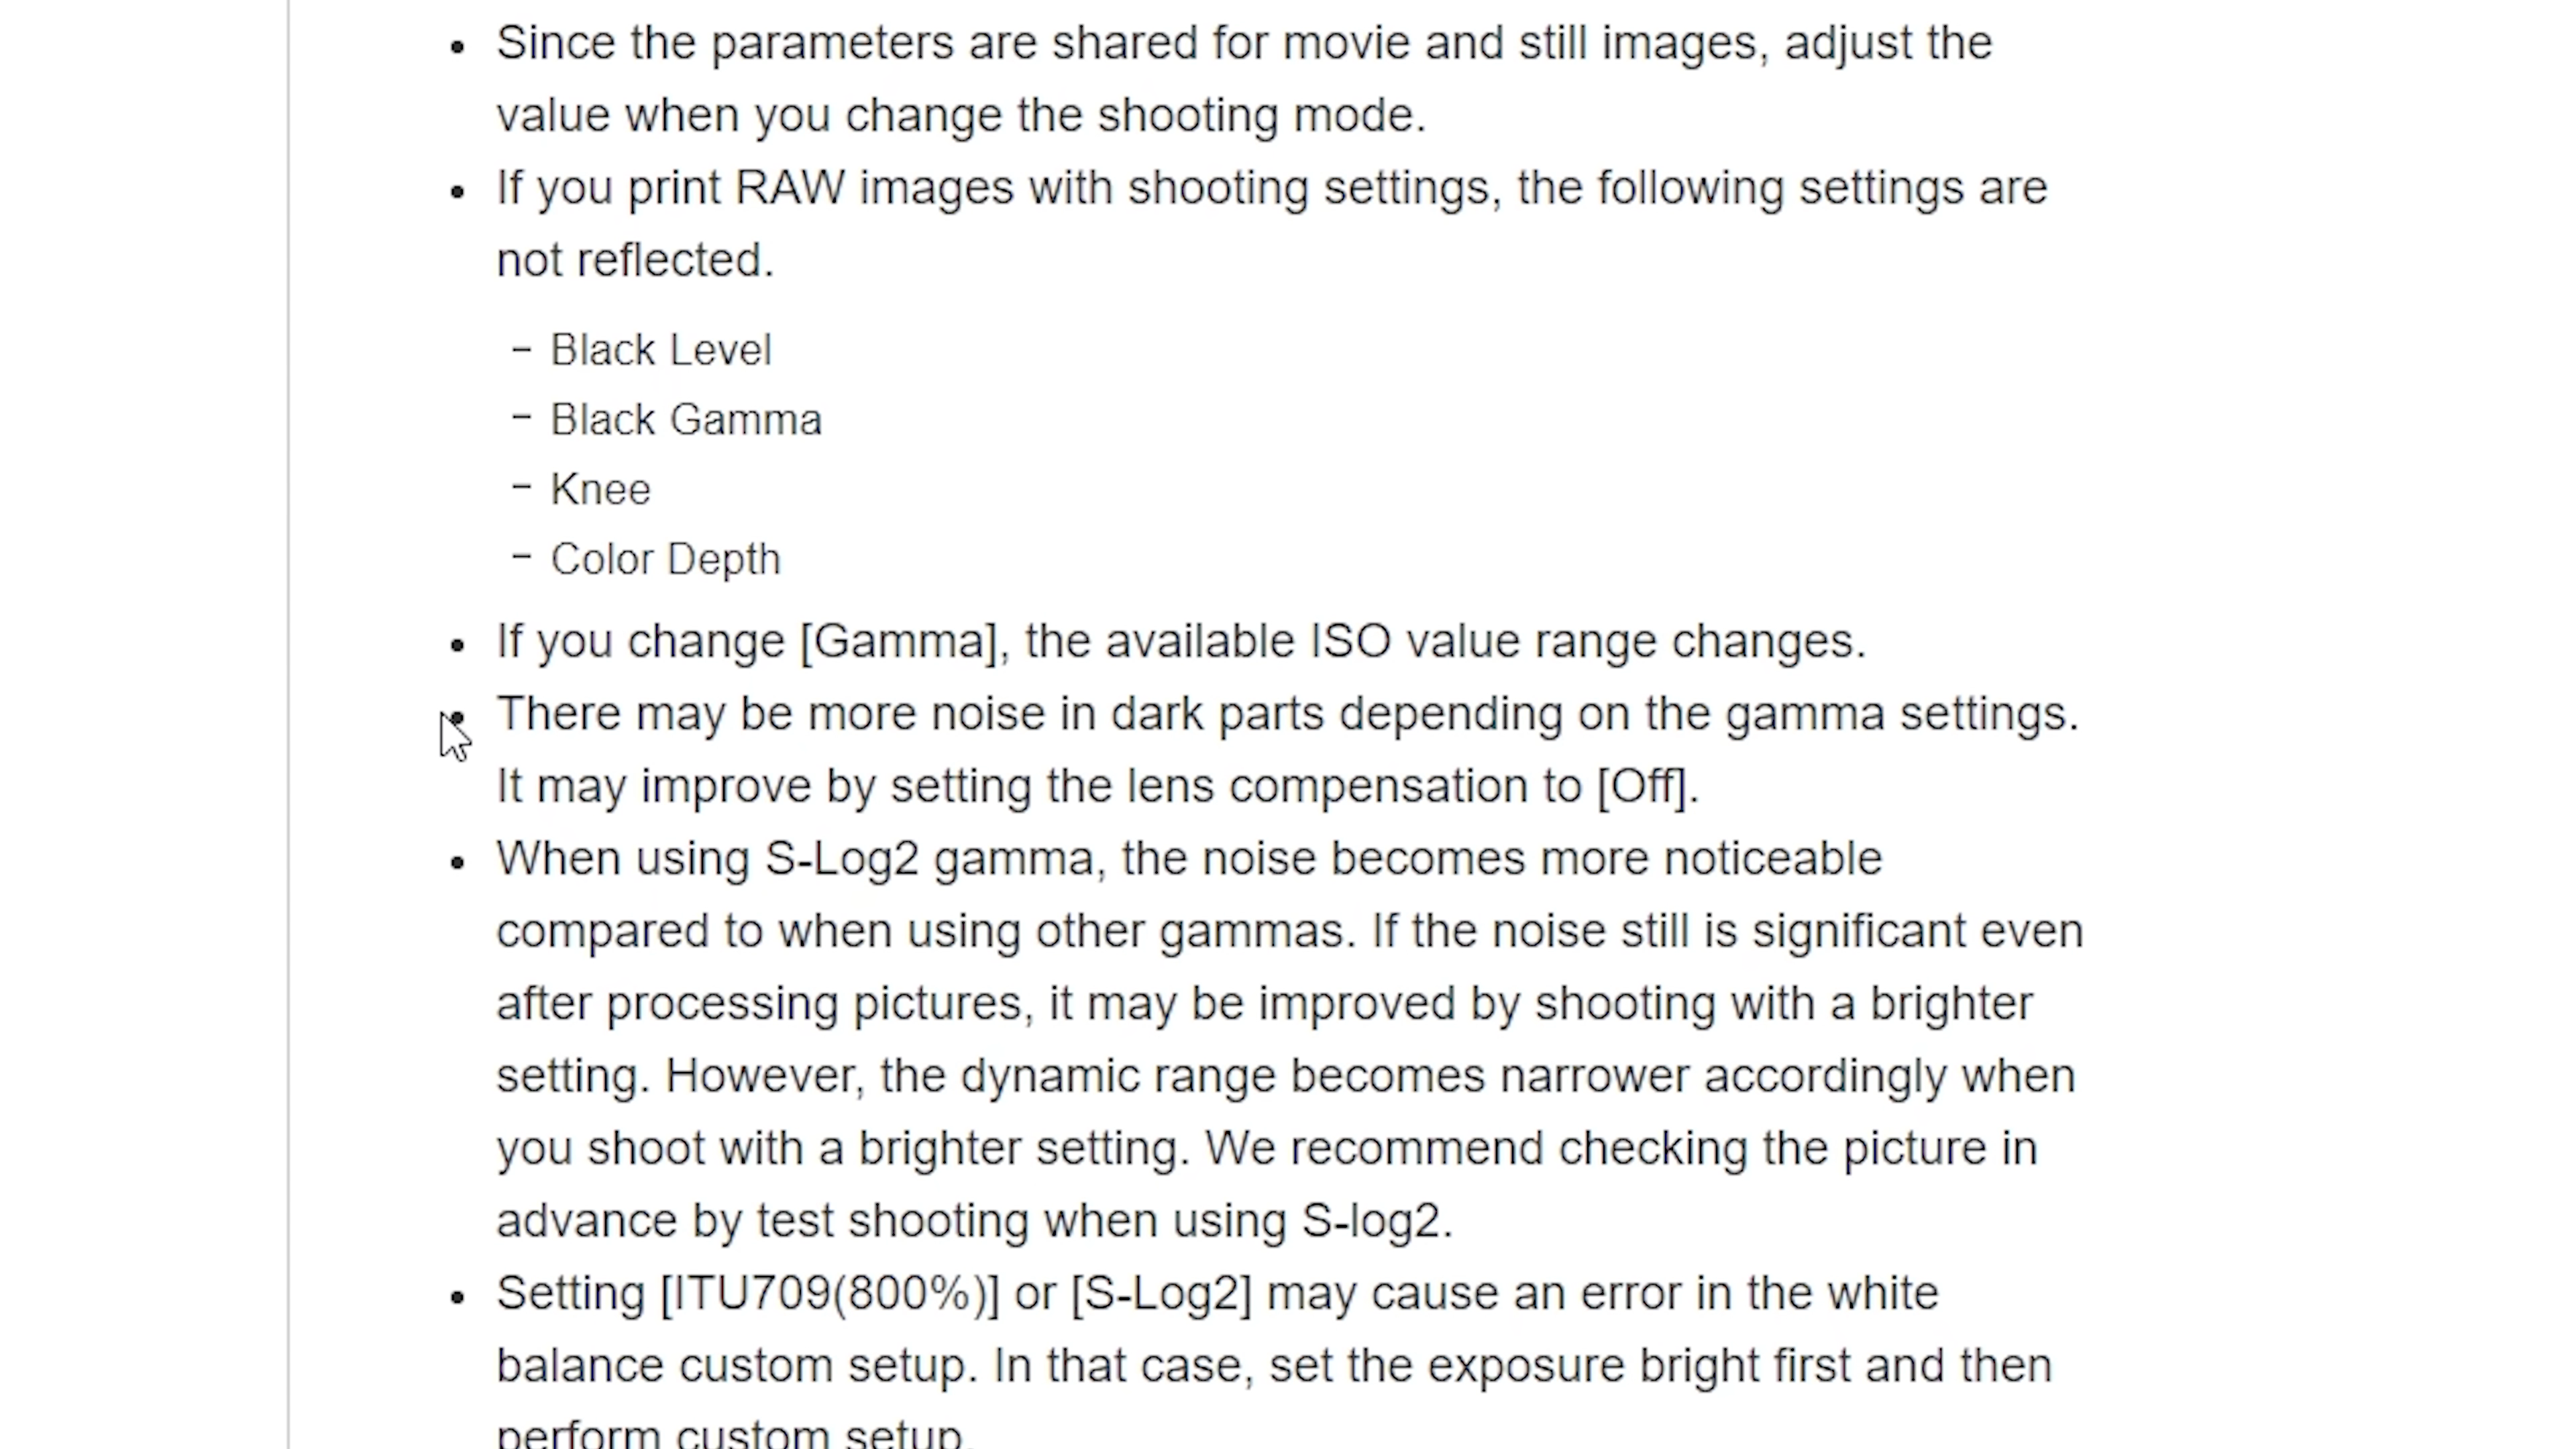 • Since the parameters are shared for movie and still images, adjust the
value when you change the shooting mode.
• If you print RAW images with shooting settings, the following settings are
not reflected.
− Black Level
− Black Gamma
− Knee
− Color Depth
• If you change [Gamma], the available ISO value range changes.
• There may be more noise in dark parts depending on the gamma settings.
It may improve by setting the lens compensation to [Off].
• When using S-Log2 gamma, the noise becomes more noticeable
compared to when using other gammas. If the noise still is significant even
after processing pictures, it may be improved by shooting with a brighter
setting. However, the dynamic range becomes narrower accordingly when
you shoot with a brighter setting. We recommend checking the picture in
advance by test shooting when using S-log2.
• Setting [ITU709(800%)] or [S-Log2] may cause an error in the white
balance custom setup. In that case, set the exposure bright first and then
perform custom setup.